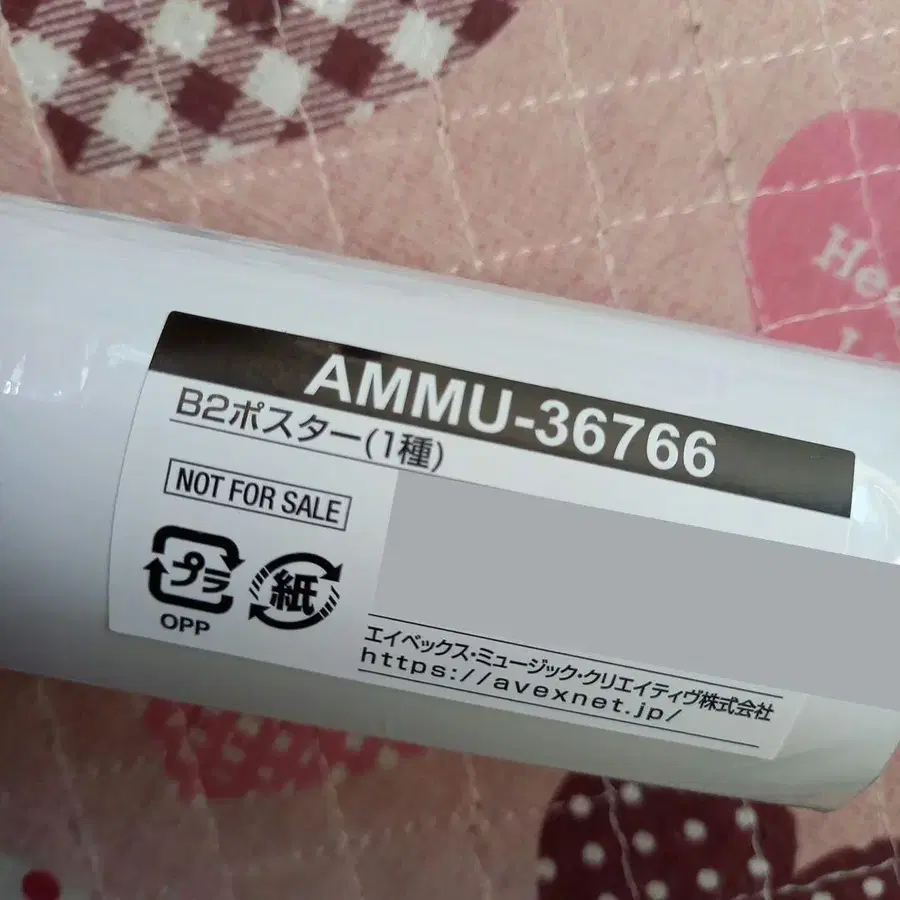 He
AMMU-36766
B2ポスター(1種)
NOT FOR SALE
プラ
紙
OPP
エイベックス・ミュージック・クリエイティヴ株式会社
https://avexnet.jp/